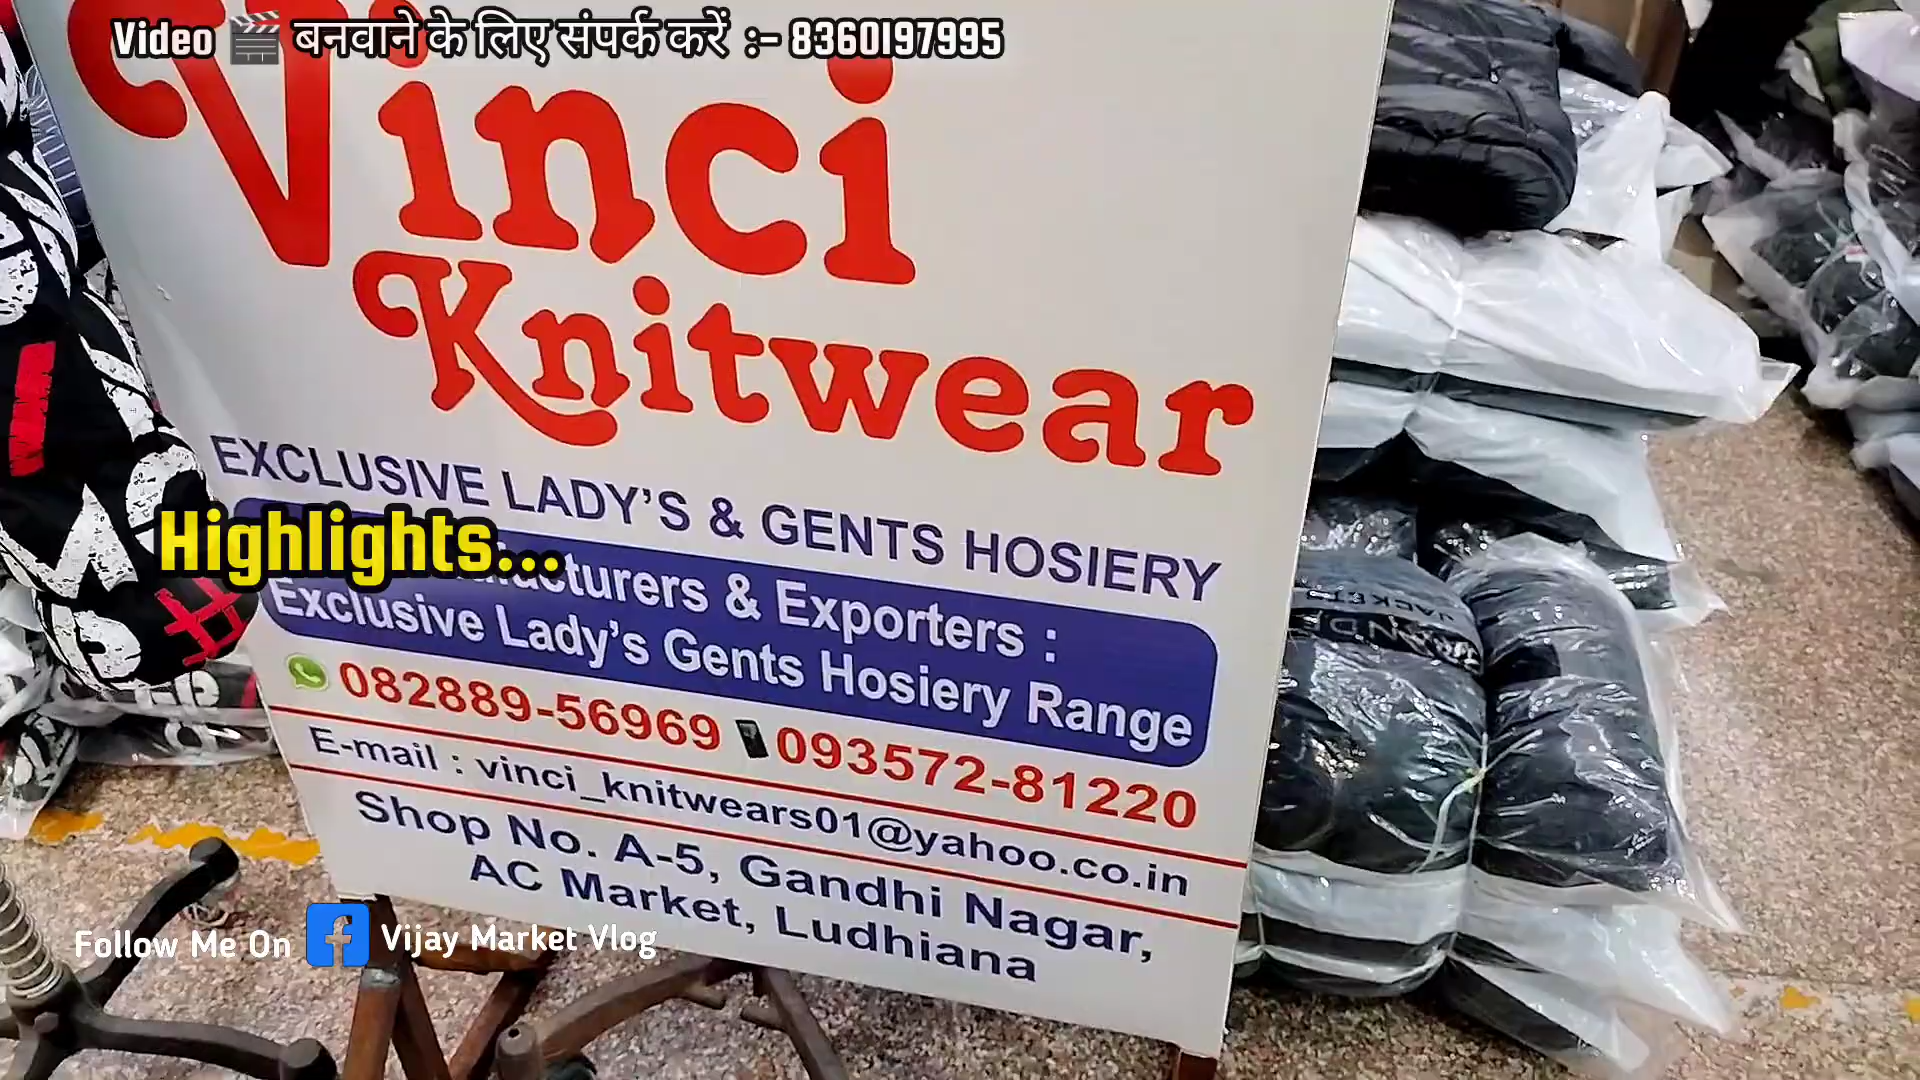 Video 🎬 बनवाने के लिए संपर्क करें :- 8360197995
Vinci
Knitwear
EXCLUSIVE LADY'S & GENTS HOSIERY
Highlights...
& Exporters :
Exclusive Lady's Gents Hosiery Range
082889-56969 093572-81220
E-mail : vinci_knitwears01@yahoo.co.in
Shop No. A-5, Gandhi Nagar,
AC Market, Ludhiana
Follow Me On Vijay Market Vlog
JACKET